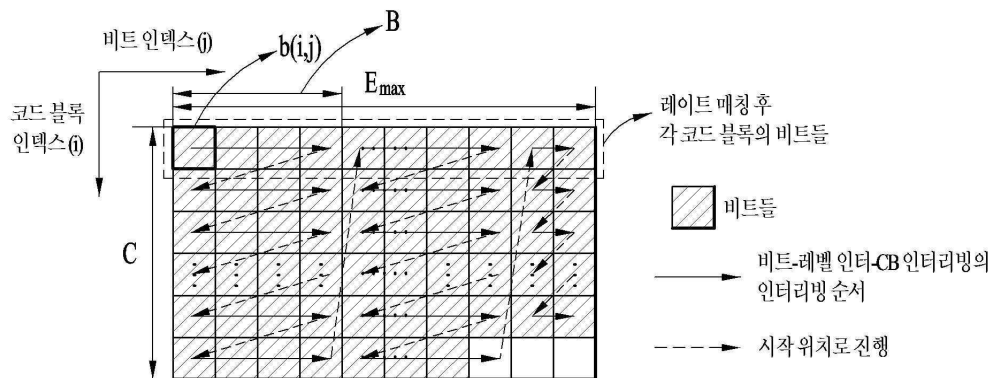 비트 인덱스(j)
B
b(i,j)
E_max
코드 블록
인덱스(i)
레이트 매칭 후
각 코드 블록의 비트들
C
비트들
비트-레벨 인터-CB 인터리빙의
인터리빙 순서
시작 위치로 진행